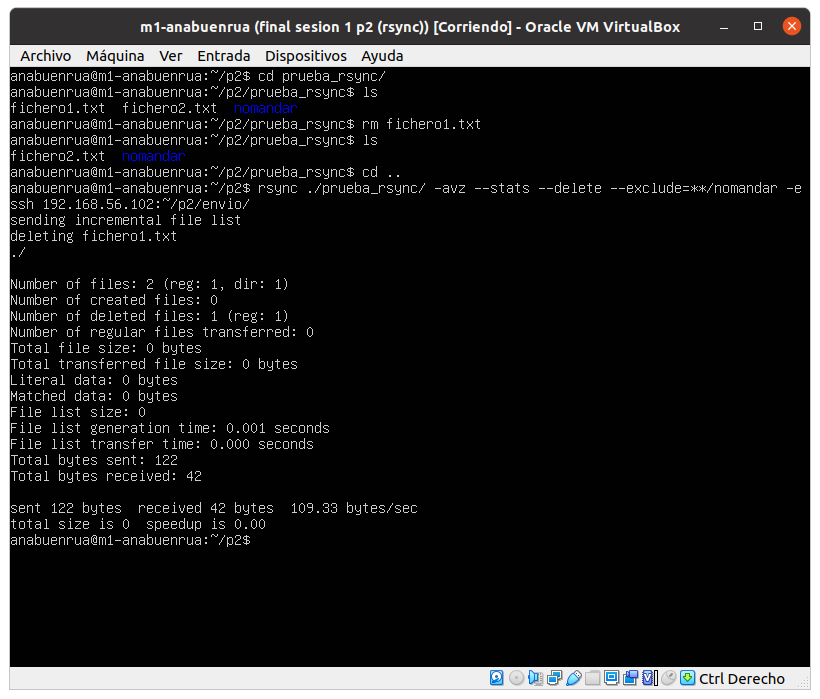 m1-anabuenrua (final sesion 1 p2 (rsync)) [Corriendo] - Oracle VM VirtualBox
Archivo Máquina Ver Entrada Dispositivos Ayuda
anabuenrua@m1-anabuenrua:~/p2$ cd prueba_rsync/
anabuenrua@m1-anabuenrua:~/p2/prueba_rsync$ ls
fichero1.txt  fichero2.txt  nomandar
anabuenrua@m1-anabuenrua:~/p2/prueba_rsync$ rm fichero1.txt
anabuenrua@m1-anabuenrua:~/p2/prueba_rsync$ ls
fichero2.txt  nomandar
anabuenrua@m1-anabuenrua:~/p2/prueba_rsync$ cd ..
anabuenrua@m1-anabuenrua:~/p2$ rsync ./prueba_rsync/ -avz --stats --delete --exclude=**/nomandar -e
ssh 192.168.56.102:~/p2/envio/
sending incremental file list
deleting fichero1.txt
./
Number of files: 2 (reg: 1, dir: 1)
Number of created files: 0
Number of deleted files: 1 (reg: 1)
Number of regular files transferred: 0
Total file size: 0 bytes
Total transferred file size: 0 bytes
Literal data: 0 bytes
Matched data: 0 bytes
File list size: 0
File list generation time: 0.001 seconds
File list transfer time: 0.000 seconds
Total bytes sent: 122
Total bytes received: 42
sent 122 bytes  received 42 bytes  109.33 bytes/sec
total size is 0  speedup is 0.00
anabuenrua@m1-anabuenrua:~/p2$
Ctrl Derecho